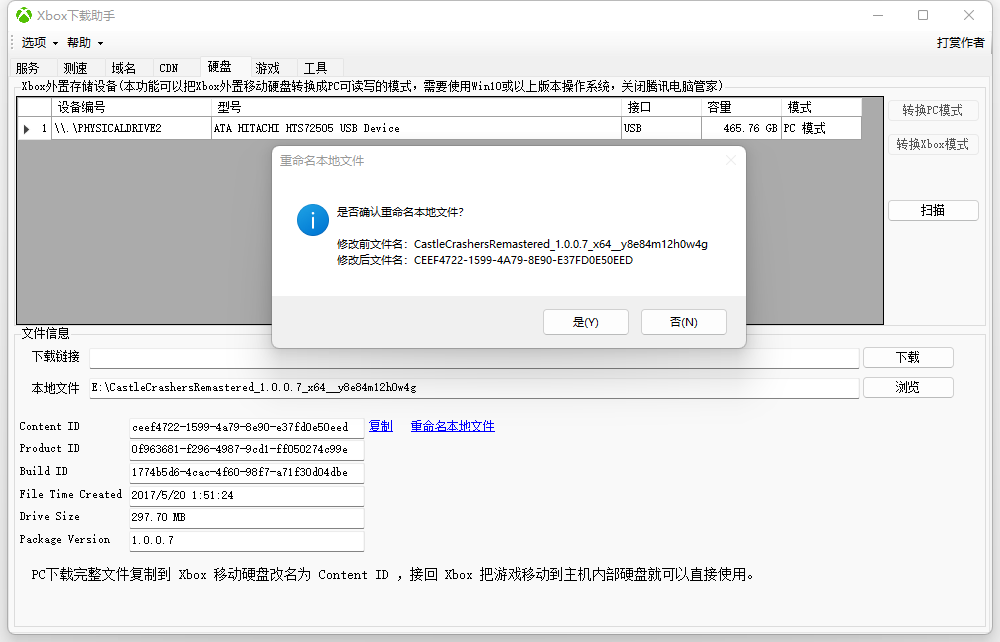 Xbox下载助手
选项 帮助 打赏作者
服务 测速 域名 CDN 硬盘 游戏 工具
Xbox外置存储设备(本功能可以把Xbox外置移动硬盘转换成PC可读写的模式，需要使用Win10或以上版本操作系统，关闭腾讯电脑管家)
设备编号 型号 接口 容量 模式
1 \\.\PHYSICALDRIVE2 ATA HITACHI HTS72505 USB Device USB 465.76 GB PC 模式
转换PC模式
转换Xbox模式
扫描
重命名本地文件
是否确认重命名本地文件?
修改前文件名：CastleCrashersRemastered_1.0.0.7_x64__y8e84m12h0w4g
修改后文件名：CEEF4722-1599-4A79-8E90-E37FD0E50EED
是(Y) 否(N)
文件信息
下载链接 下载
本地文件 E:\CastleCrashersRemastered_1.0.0.7_x64__y8e84m12h0w4g 浏览
Content ID ceef4722-1599-4a79-8e90-e37fd0e50eed 复制 重命名本地文件
Product ID 0f963681-f296-4987-9cd1-ff050274c99e
Build ID 1774b5d6-4cac-4f60-98f7-a71f30d04dbe
File Time Created 2017/5/20 1:51:24
Drive Size 297.70 MB
Package Version 1.0.0.7
PC下载完整文件复制到 Xbox 移动硬盘改名为 Content ID ，接回 Xbox 把游戏移动到主机内部硬盘就可以直接使用。